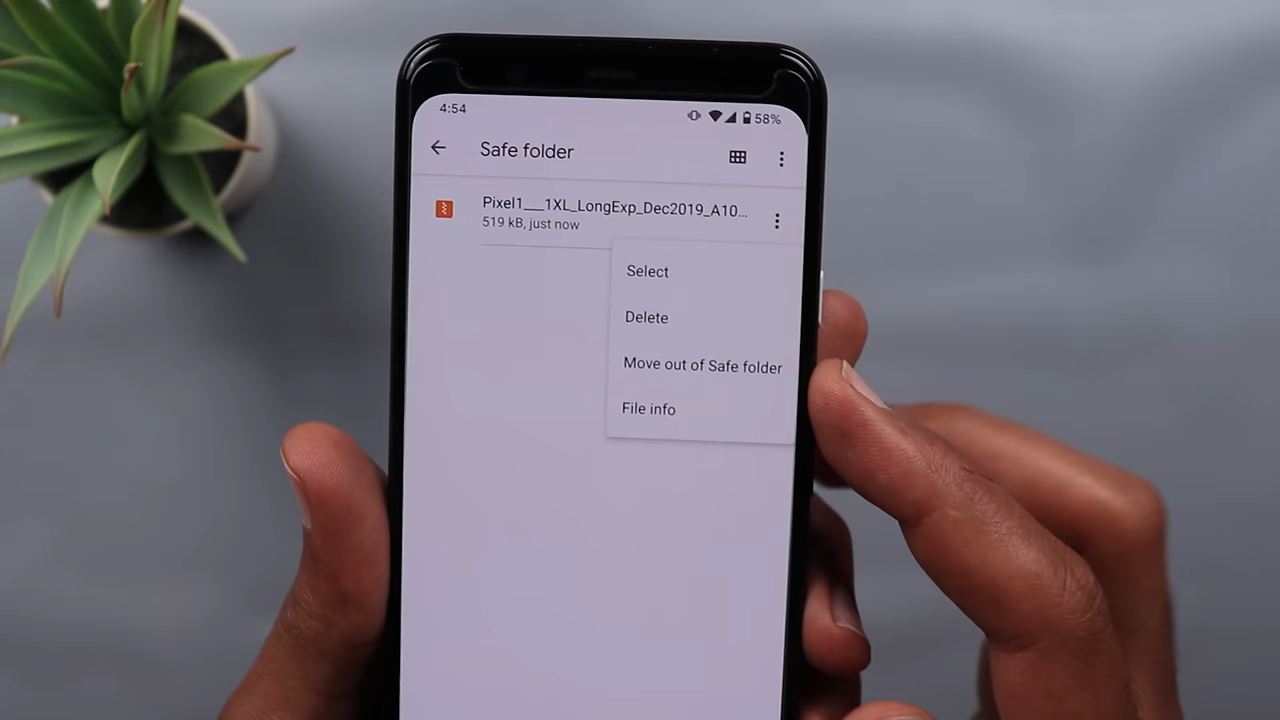 4:54
58%
Safe folder
Pixel1___1XL_LongExp_Dec2019_A10...
519 kB, just now
Select
Delete
Move out of Safe folder
File info